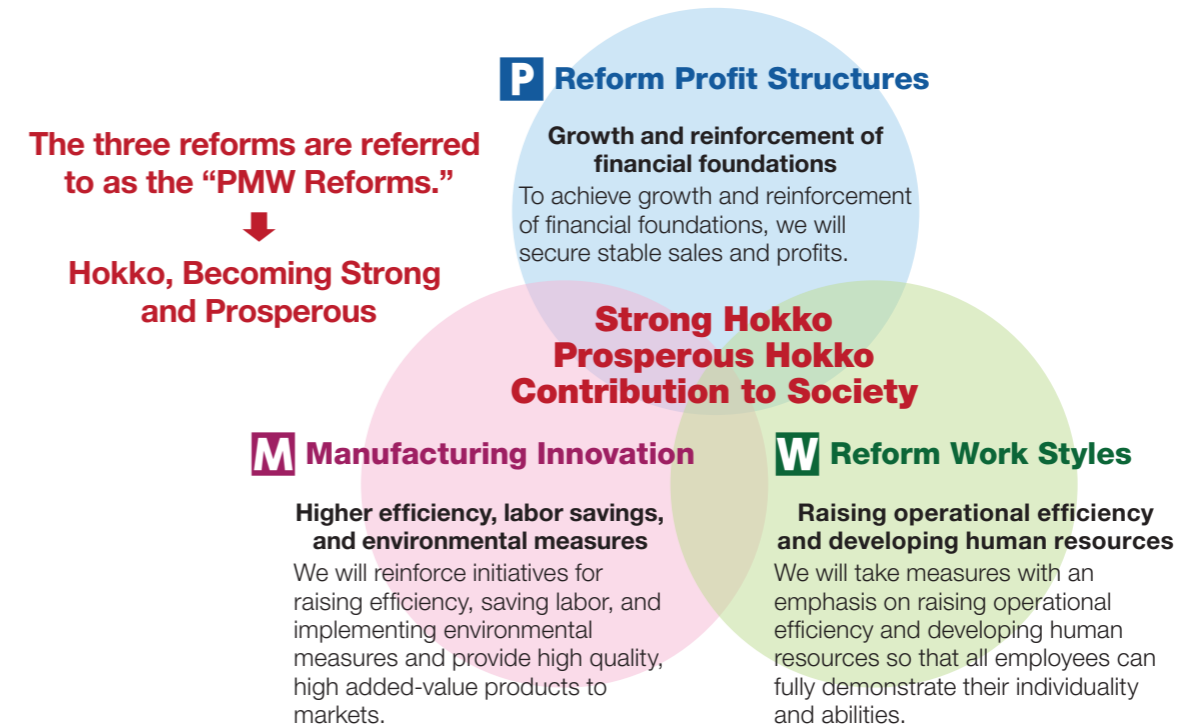 P Reform Profit Structures
Growth and reinforcement of
financial foundations
To achieve growth and reinforcement
of financial foundations, we will
secure stable sales and profits.
The three reforms are referred
to as the “PMW Reforms.”
Hokko, Becoming Strong
and Prosperous
Strong Hokko
Prosperous Hokko
Contribution to Society
M Manufacturing Innovation
Higher efficiency, labor savings,
and environmental measures
We will reinforce initiatives for
raising efficiency, saving labor, and
implementing environmental
measures and provide high quality,
high added-value products to
markets.
W Reform Work Styles
Raising operational efficiency
and developing human resources
We will take measures with an
emphasis on raising operational
efficiency and developing human
resources so that all employees can
fully demonstrate their individuality
and abilities.